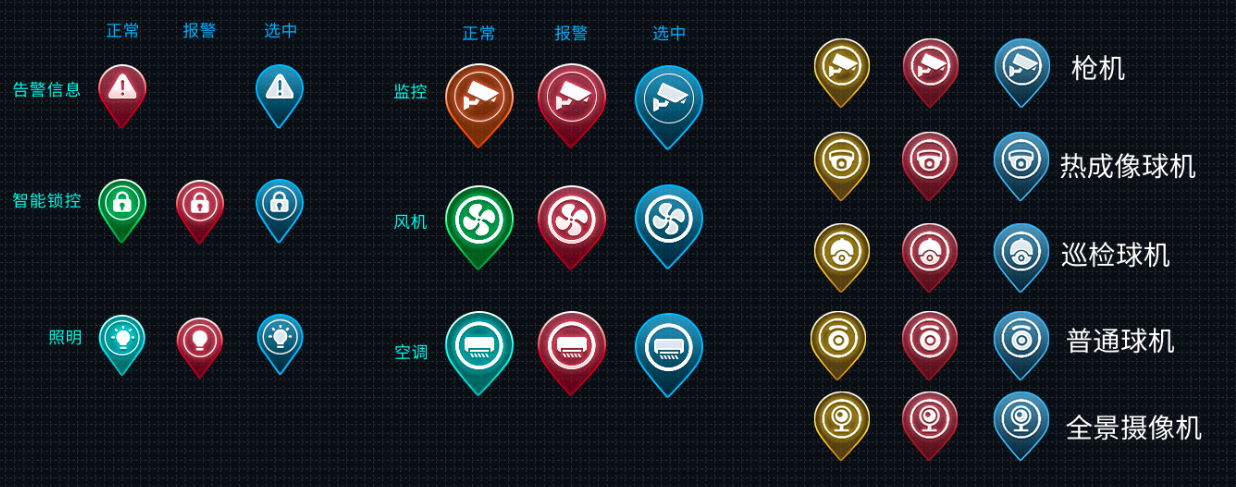 正常 报警 选中
告警信息
智能锁控
照明
正常 报警 选中
监控
风机
空调
枪机
热成像球机
巡检球机
普通球机
全景摄像机